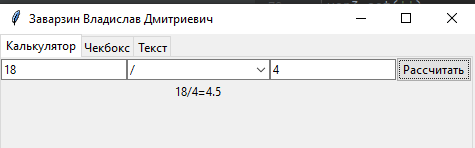 Заварзин Владислав Дмитриевич
Калькулятор Чекбокс Текст
18 / 4 Рассчитать
18/4=4.5